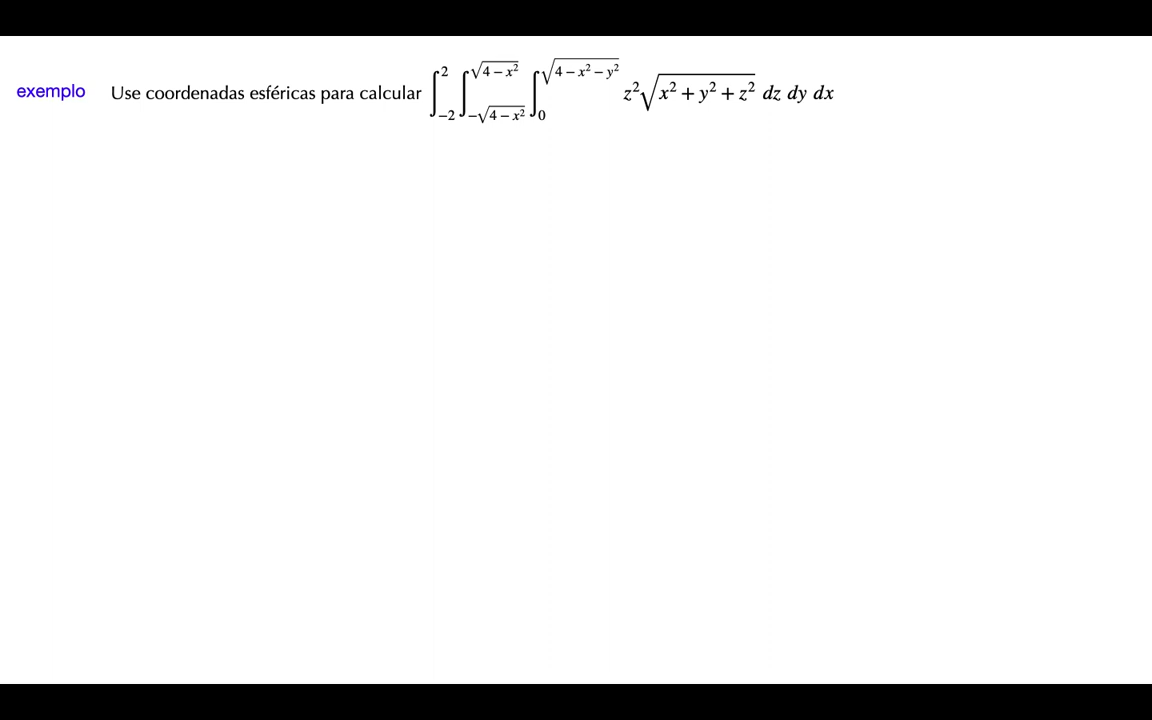 exemplo Use coordenadas esféricas para calcular ∫_{-2}^{2} ∫_{-√(4-x²)}^{√(4-x²)} ∫_{0}^{√(4-x²-y²)} z²√(x²+y²+z²) dz dy dx